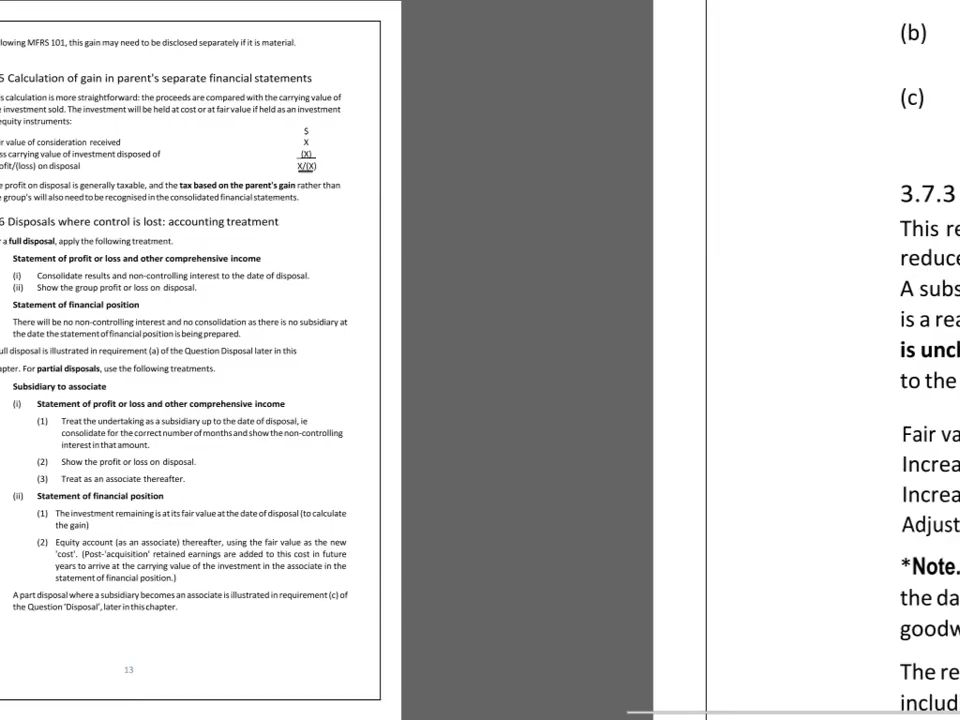 lowing MFRS 101, this gain may need to be disclosed separately if it is material.
5 Calculation of gain in parent's separate financial statements
s calculation is more straightforward: the proceeds are compared with the carrying value of
e investment sold. The investment will be held at cost or at fair value if held as an investment
equity instruments:
$
r value of consideration received X
ss carrying value of investment disposed of (X)
ofit/(loss) on disposal X/(X)
e profit on disposal is generally taxable, and the tax based on the parent's gain rather than
e group's will also need to be recognised in the consolidated financial statements.
6 Disposals where control is lost: accounting treatment
r a full disposal, apply the following treatment.
Statement of profit or loss and other comprehensive income
(i) Consolidate results and non-controlling interest to the date of disposal.
(ii) Show the group profit or loss on disposal.
Statement of financial position
There will be no non-controlling interest and no consolidation as there is no subsidiary at
the date the statement of financial position is being prepared.
ull disposal is illustrated in requirement (a) of the Question Disposal later in this
apter. For partial disposals, use the following treatments.
Subsidiary to associate
(i) Statement of profit or loss and other comprehensive income
(1) Treat the undertaking as a subsidiary up to the date of disposal, ie
consolidate for the correct number of months and show the non-controlling
interest in that amount.
(2) Show the profit or loss on disposal.
(3) Treat as an associate thereafter.
(ii) Statement of financial position
(1) The investment remaining is at its fair value at the date of disposal (to calculate
the gain)
(2) Equity account (as an associate) thereafter, using the fair value as the new
'cost'. (Post-'acquisition' retained earnings are added to this cost in future
years to arrive at the carrying value of the investment in the associate in the
statement of financial position.)
A part disposal where a subsidiary becomes an associate is illustrated in requirement (c) of
the Question 'Disposal', later in this chapter.
13
(b)
(c)
3.7.3
This re
reduce
A subs
is a rea
is uncl
to the
Fair va
Increa
Increa
Adjust
*Note.
the da
goodw
The re
includi